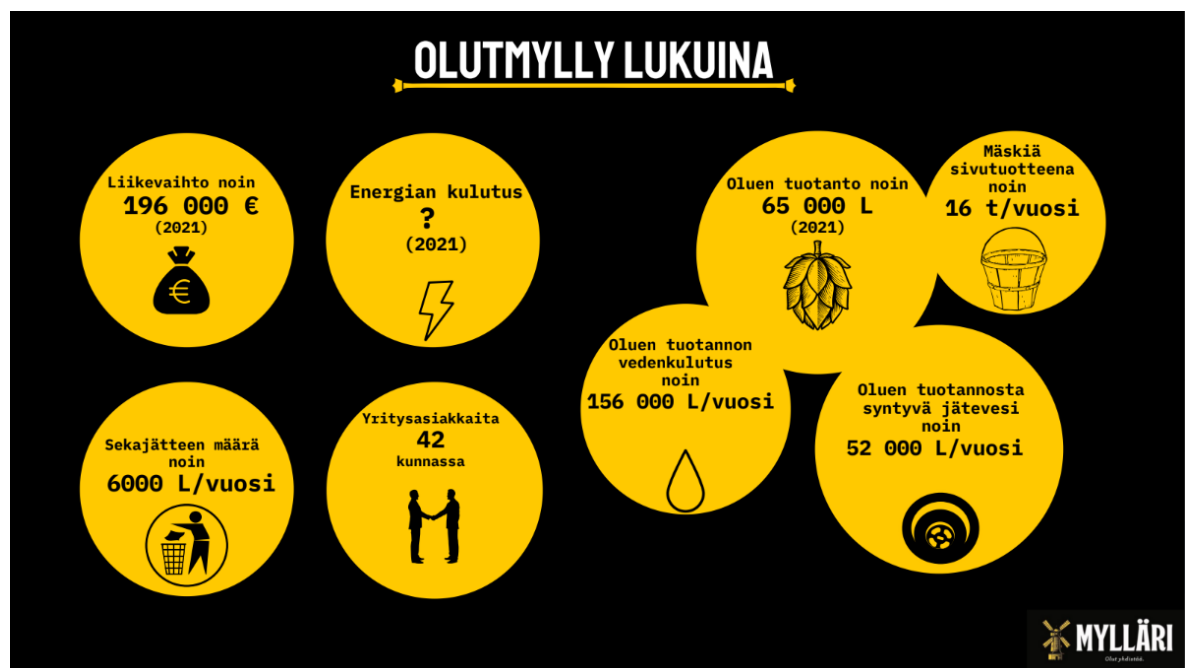 OLUTMYLLY LUKUINA
Liikevaihto noin
196 000 €
(2021)
€
Energian kulutus
?
(2021)
Oluen tuotanto noin
65 000 L
(2021)
Mäskiä
sivutuotteena
noin
16 t/vuosi
Sekajätteen määrä
noin
6000 L/vuosi
Yritysasiakkaita
42
kunnassa
Oluen tuotannon
vedenkulutus
noin
156 000 L/vuosi
Oluen tuotannosta
syntyvä jätevesi
noin
52 000 L/vuosi
MYLLÄRI
Olut yhdistää.